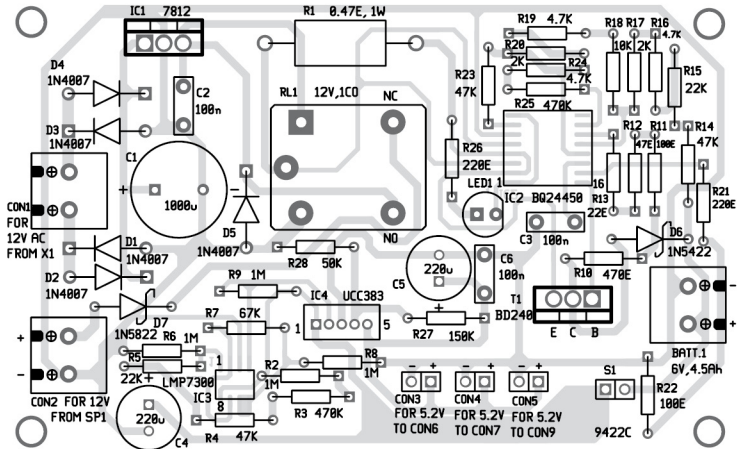 IC1 7812
R1 0.47E,1W
R19 4.7K
R18 R17 R16
4.7K
R20
2K
10K 2K
D4
1N4007
C2
100n
RL1 12V,1CO NC
R23
47K
R24
4.7K
R15
22K
R25 470K
D3
1N4007
C1
+ 1000u -
R26
220E
R12 R11
47E 100E
R14
47K
CON1
FOR
12V AC
FROM X1
LED1 1
IC2 BQ24450
16
R13
22E
R21
220E
D5
1N4007
NO
C3 100n
D6
1N5422
D1
1N4007
R28 50K
C5
220u
+
C6
100n
R10 470E
D2
1N4007
R9 1M
IC4 UCC383
1 5
T1
BD240
E C B
-
+
BATT.1
6V,4.5Ah
D7
1N5822
R7 67K
R27 150K
+
-
R6 1M
R5
22K
LMP7300
1
IC3
8
R2
1M
R8
1M
- + - + - +
CON3 CON4 CON5
FOR 5.2V FOR 5.2V FOR 5.2V
TO CON6 TO CON7 TO CON9
S1
R22
100E
CON2 FOR 12V
FROM SP1
+
220u
C4
R4 47K
R3 470K
9422C